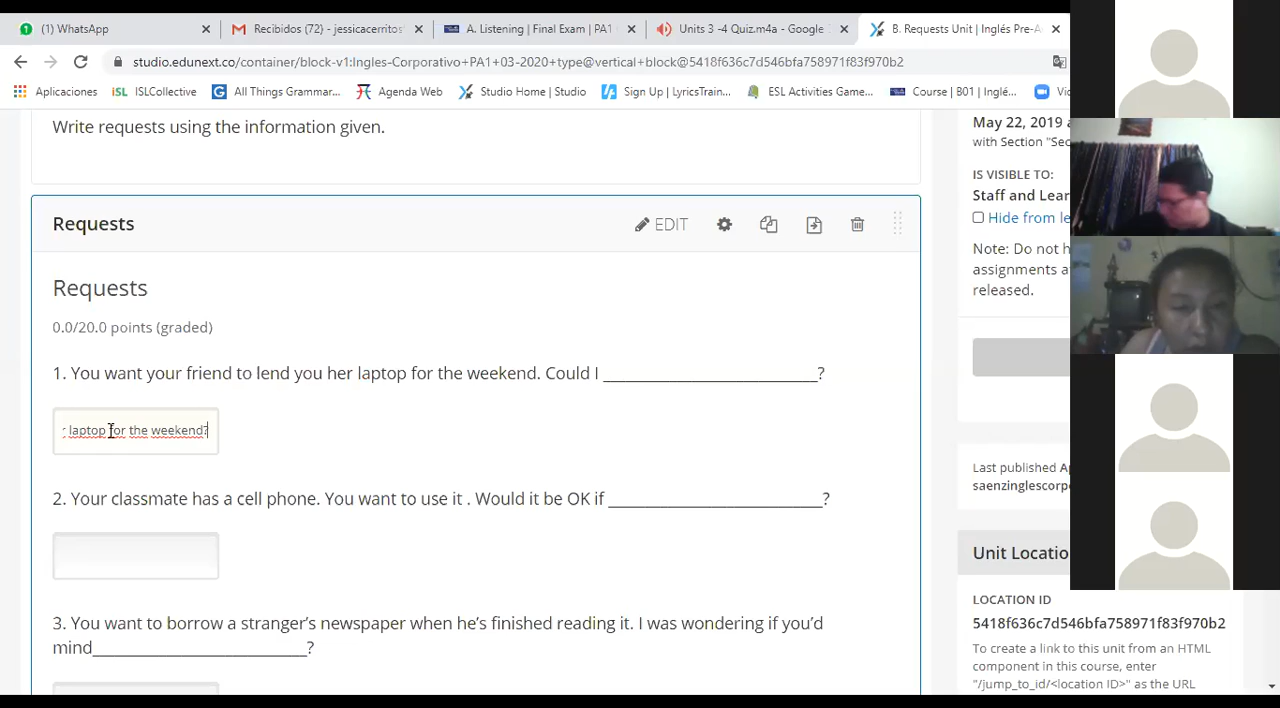 (1) WhatsApp
Recibidos (72) - jessicacerritos
A. Listening | Final Exam | PA1
Units 3 -4 Quiz.m4a - Google
B. Requests Unit | Inglés Pre-A
studio.edunext.co/container/block-v1:Ingles-Corporativo+PA1+03-2020+type@vertical+block@5418f636c7d546bfa758971f83f970b2
Aplicaciones
iSL ISLCollective
All Things Grammar...
Agenda Web
Studio Home | Studio
Sign Up | LyricsTrain...
ESL Activities Game...
Course | B01 | Inglé...
Write requests using the information given.
May 22, 2019 a
with Section "Sec
IS VISIBLE TO:
Staff and Lear
Hide from le
Note: Do not h
assignments a
released.
Requests
EDIT
Requests
0.0/20.0 points (graded)
1. You want your friend to lend you her laptop for the weekend. Could I __________________________?
r laptop for the weekend?
2. Your classmate has a cell phone. You want to use it . Would it be OK if __________________________?
3. You want to borrow a stranger's newspaper when he's finished reading it. I was wondering if you'd
mind__________________________?
Last published Ap
saenzinglescorp
Unit Locatio
LOCATION ID
5418f636c7d546bfa758971f83f970b2
To create a link to this unit from an HTML
component in this course, enter
"/jump_to_id/<location ID>" as the URL